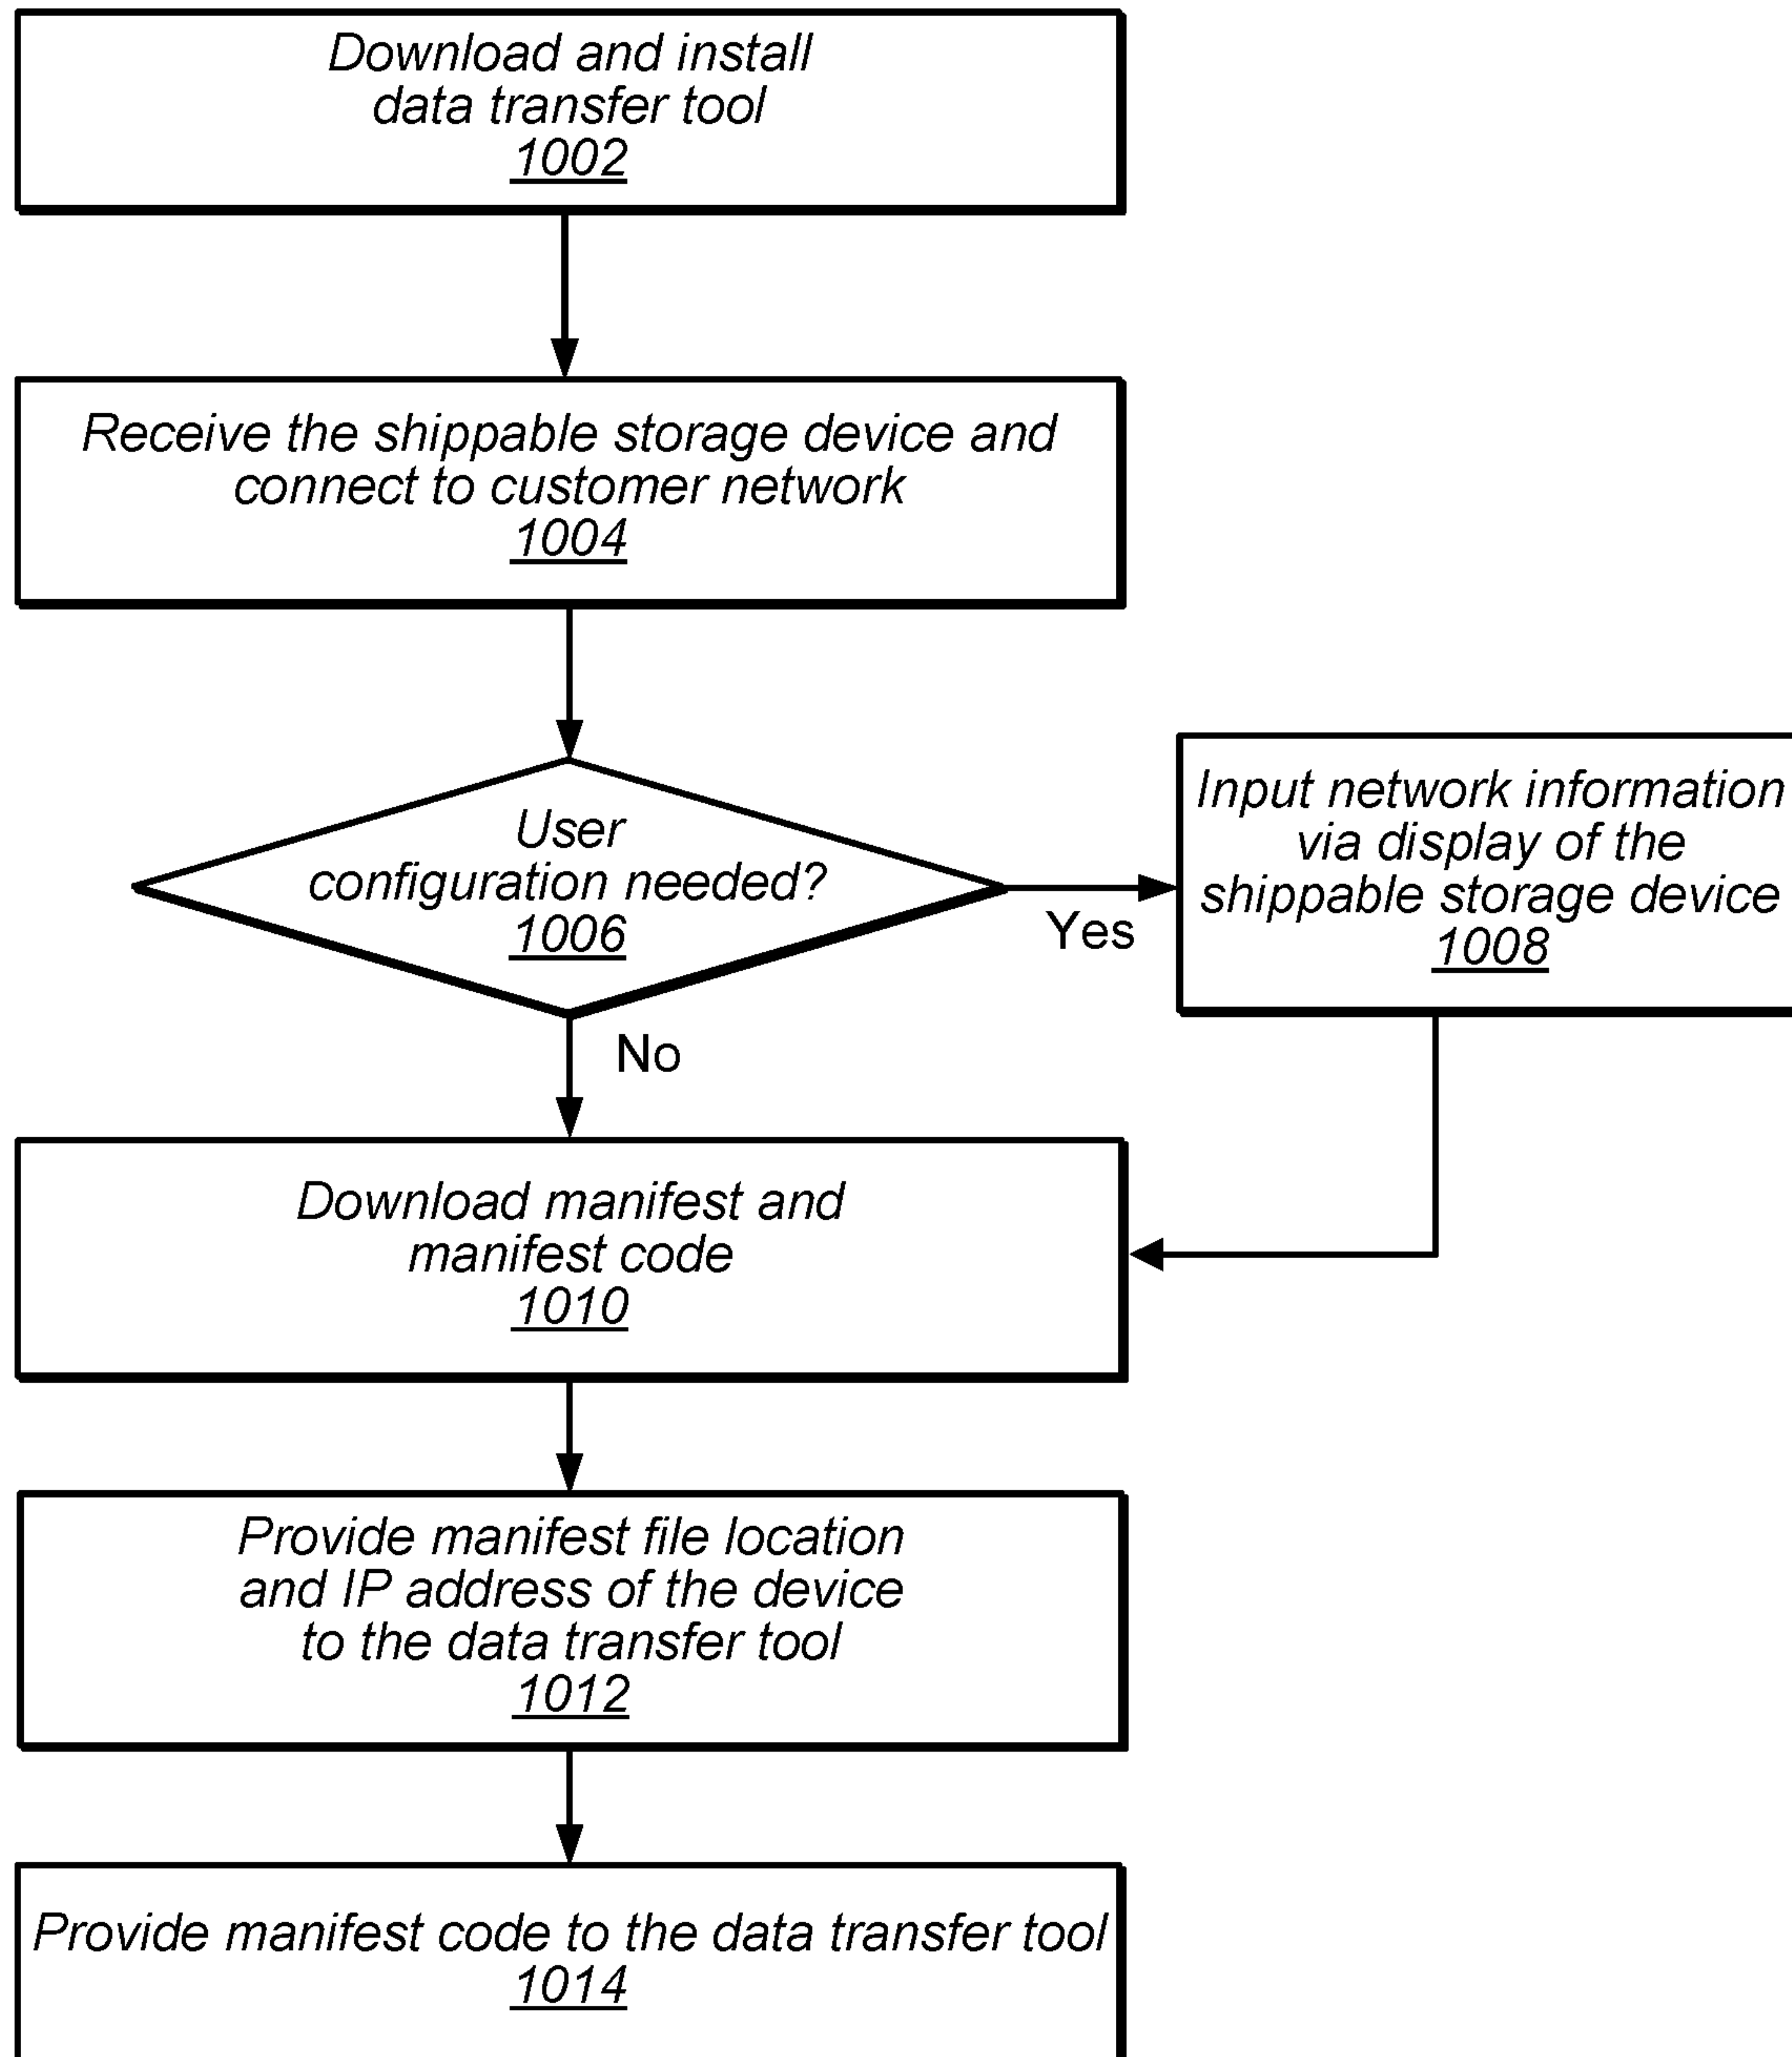 Download and install
data transfer tool
1002
Receive the shippable storage device and
connect to customer network
1004
User
configuration needed?
1006
Yes
Input network information
via display of the
shippable storage device
1008
No
Download manifest and
manifest code
1010
Provide manifest file location
and IP address of the device
to the data transfer tool
1012
Provide manifest code to the data transfer tool
1014